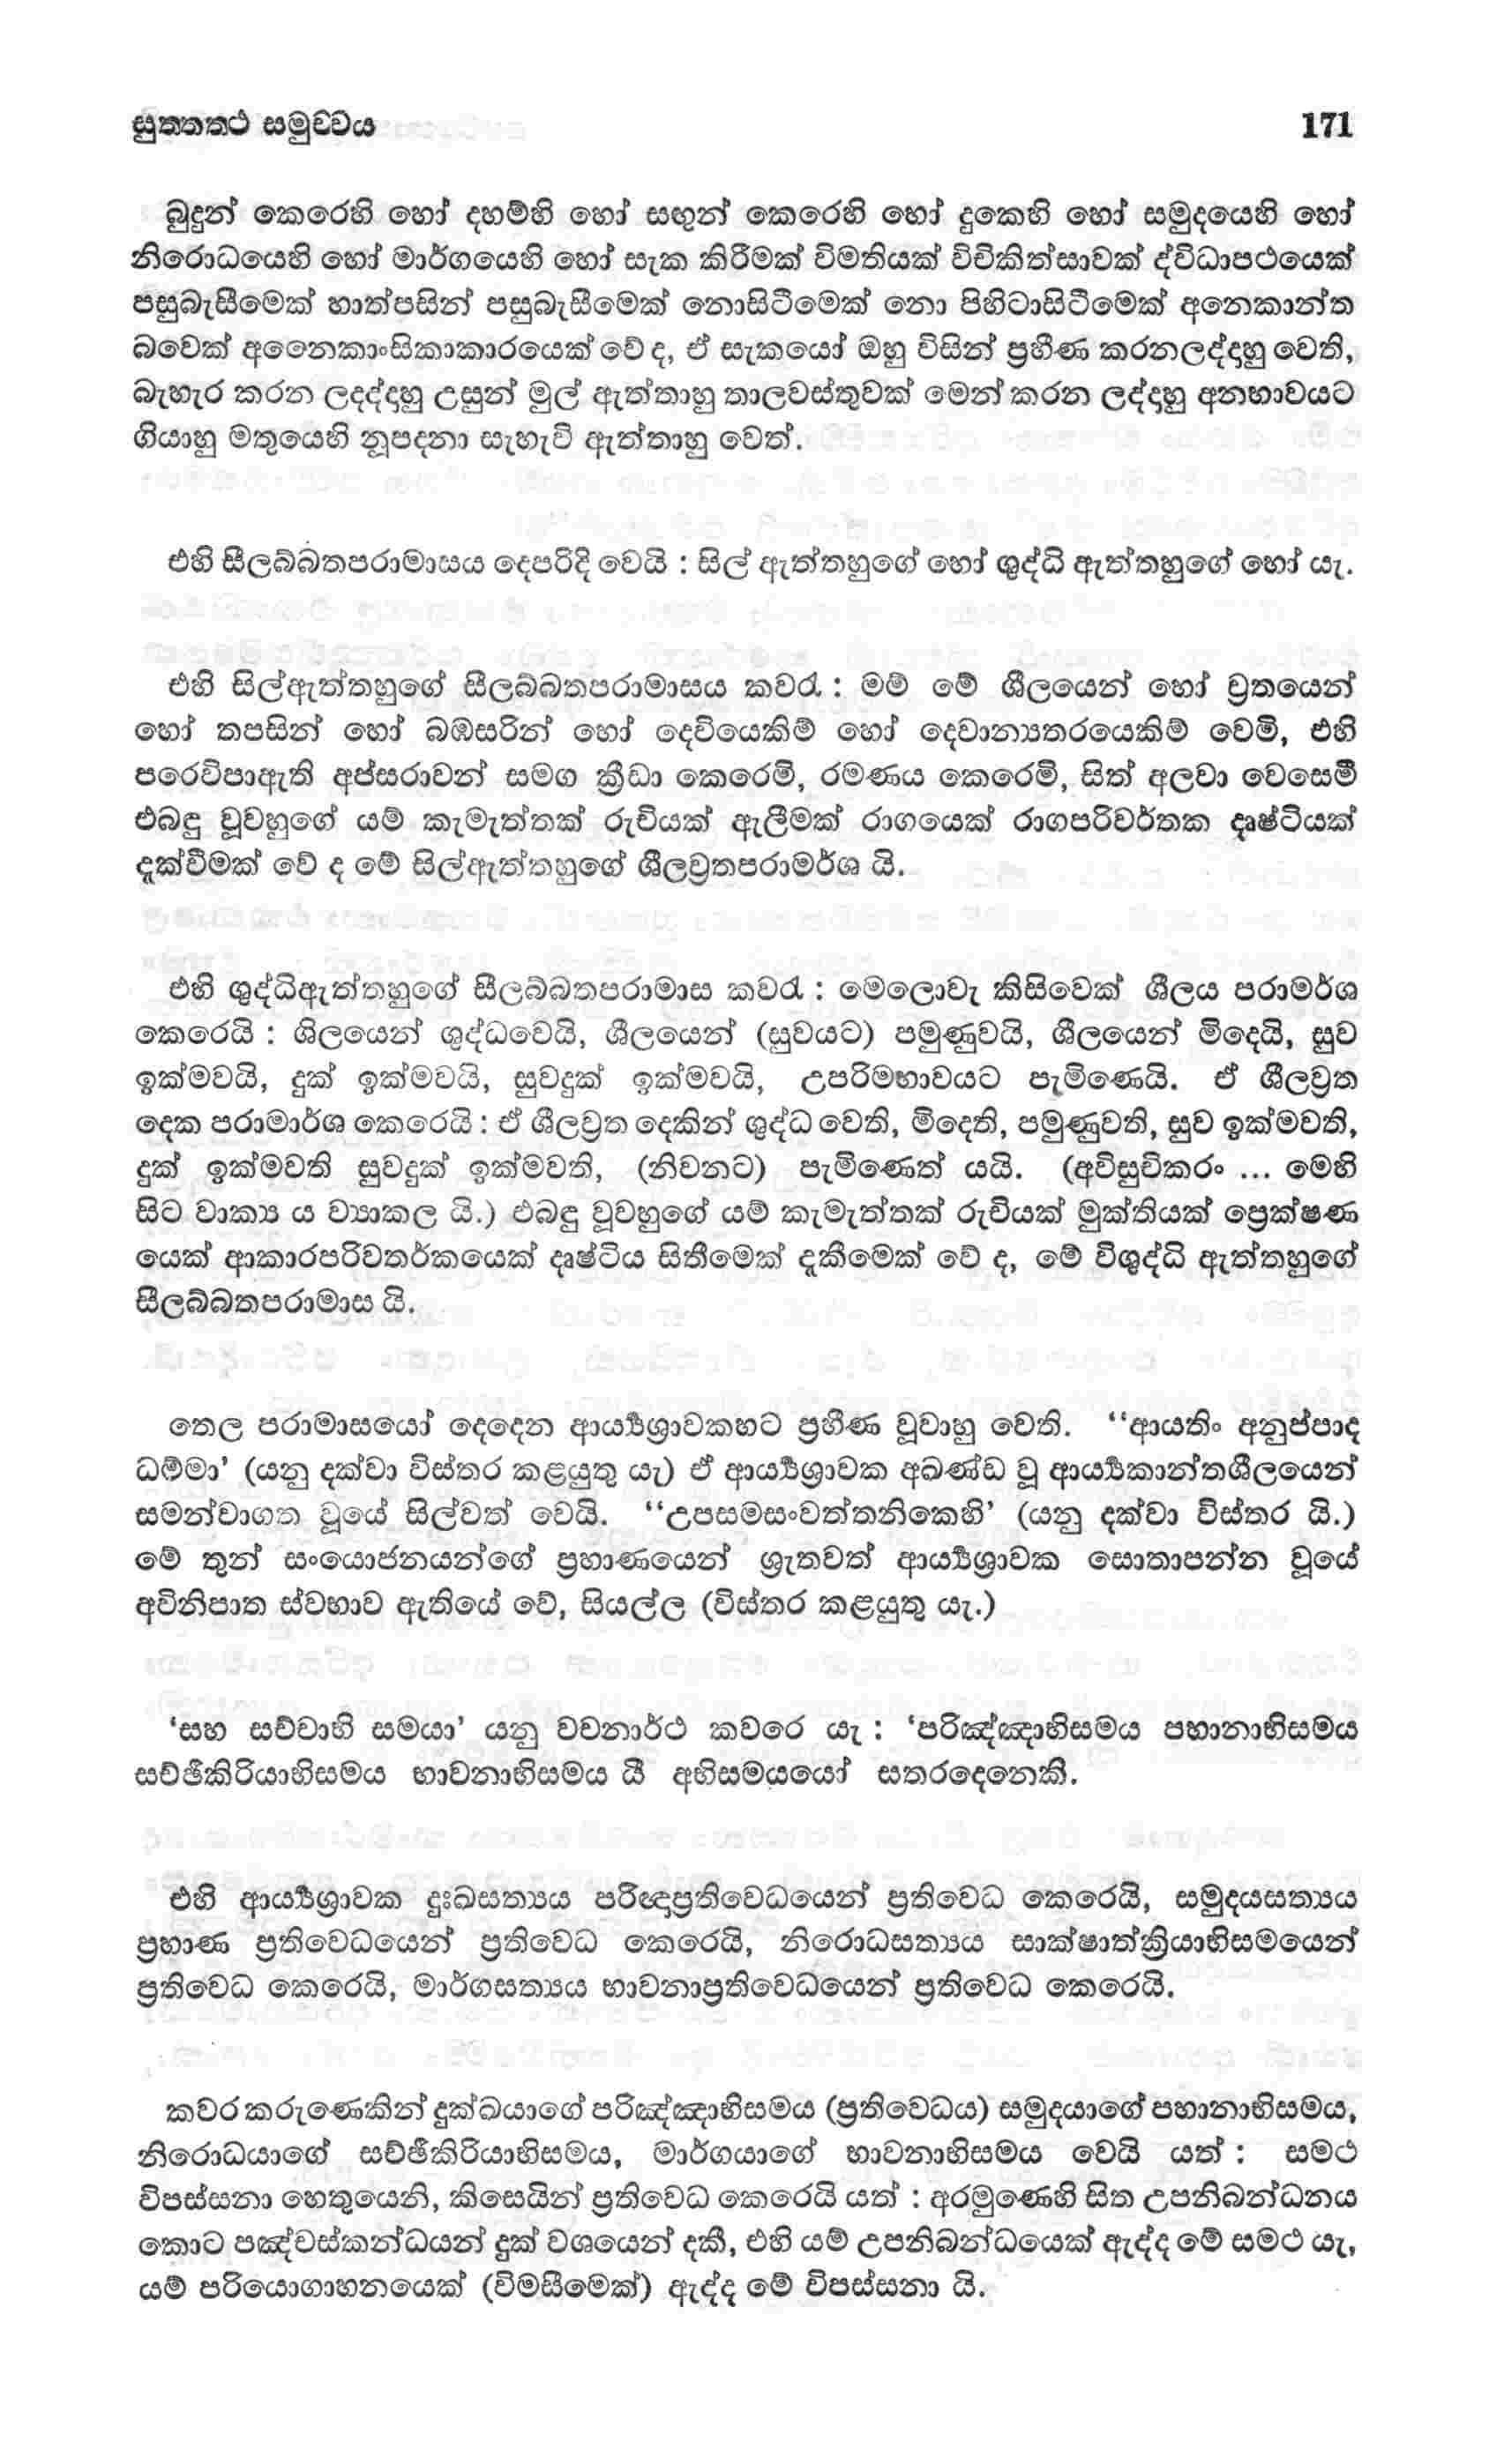 සුතතතථ සමුච්චය 171
බුදුන් කෙරෙහි හෝ දහම්හි හෝ සඟුන් කෙරෙහි හෝ දුකෙහි හෝ සමුදයෙහි හෝ
නිරොධයෙහි හෝ මාර්ගයෙහි හෝ සැක කිරීමක් විමතියක් විචිකිත්සාවක් ද්විධාපථයෙක්
පසුබැසීමෙක් හාත්පසින් පසුබැසීමෙක් නොසිටීමෙක් නො පිහිටාසිටීමෙක් අනෙකාන්ත
බවෙක් අනෛකාංසිකාකාරයෙක් වේ ද, ඒ සැකයෝ ඔහු විසින් ප්‍රහීණ කරනලද්දාහු වෙති,
බැහැර කරන ලදද්දාහු උසුන් මුල් ඇත්තාහු තාලවස්තුවක් මෙන් කරන ලද්දාහු අනභාවයට
ගියාහු මතුයෙහි නූපදනා සැහැවි ඇත්තාහු වෙත්.
එහි සීලබ්බතපරාමාසය දෙපරිදි වෙයි : සිල් ඇත්තහුගේ හෝ ශුද්ධි ඇත්තහුගේ හෝ යැ.
එහි සිල්ඇත්තහුගේ සීලබ්බතපරාමාසය කවරැ : මම් මේ ශීලයෙන් හෝ ව්‍රතයෙන්
හෝ තපසින් හෝ බඹසරින් හෝ දෙවියෙකිම් හෝ දෙවාන්‍යතරයෙකිම් වෙමි, එහි
පරෙවිපාඇති අප්සරාවන් සමග ක්‍රීඩා කෙරෙමි, රමණය කෙරෙමි, සිත් අලවා වෙසෙමී
එබඳු වූවහුගේ යම් කැමැත්තක් රුචියක් ඇලීමක් රාගයෙක් රාගපරිවර්තක දෘෂ්ටියක්
දැක්වීමක් වේ ද මේ සිල්ඇත්තහුගේ ශීලව්‍රතපරාමර්ශ යි.
එහි ශුද්ධිඇත්තහුගේ සීලබ්බතපරාමාස කවරැ : මෙලොවැ කිසිවෙක් ශීලය පරාමර්ශ
කෙරෙයි : ශිලයෙන් ශුද්ධවෙයි, ශීලයෙන් (සුවයට) පමුණුවයි, ශීලයෙන් මිදෙයි, සුව
ඉක්මවයි, දුක් ඉක්මවයි, සුවදුක් ඉක්මවයි, උපරිමභාවයට පැමිණෙයි. ඒ ශීලව්‍රත
දෙක පරාමාර්ශ කෙරෙයි : ඒ ශීලව්‍රත දෙකින් ශුද්ධ වෙති, මිදෙති, පමුණුවති, සුව ඉක්මවති,
දුක් ඉක්මවති සුවදුක් ඉක්මවති, (නිවනට) පැමිණෙත් යයි. (අවිසුචිකරං ... මෙහි
සිට වාක්‍ය ය ව්‍යාකල යි.) එබඳු වූවහුගේ යම් කැමැත්තක් රුචියක් මුක්තියක් ප්‍රෙක්ෂණ
යෙක් ආකාරපරිවතර්කයෙක් දෘෂ්ටිය සිතීමෙක් දැකීමෙක් වේ ද, මේ විශුද්ධි ඇත්තහුගේ
සීලබ්බතපරාමාස යි.
තෙල පරාමාසයෝ දෙදෙන ආර්‍ය්‍යශ්‍රාවකහට ප්‍රහීණ වූවාහු වෙති. “ආයතිං අනුප්පාද
ධම්මා’ (යනු දක්වා විස්තර කළයුතු යැ) ඒ ආර්‍ය්‍යශ්‍රාවක අඛණ්ඩ වූ ආර්‍ය්‍යකාන්තශීලයෙන්
සමන්වාගත වූයේ සිල්වත් වෙයි. “උපසමසංවත්තනිකෙහි’ (යනු දක්වා විස්තර යි.)
මේ තුන් සංයොජනයන්ගේ ප්‍රහාණයෙන් ශ්‍රැතවත් ආර්‍ය්‍යශ්‍රාවක සොතාපන්න වූයේ
අවිනිපාත ස්වභාව ඇතියේ වේ, සියල්ල (විස්තර කළයුතු යැ.)
‘සහ සච්චාභි සමයා’ යනු වචනාර්ථ කවරෙ යැ : ‘පරිඤ්ඤාභිසමය පහානාභිසමය
සච්ඡිකිරියාභිසමය භාවනාභිසමය යී අභිසමයයෝ සතරදෙනෙකි.
එහි ආර්‍ය්‍යශ්‍රාවක දුඃඛසත්‍යය පරිඥාප්‍රතිවෙධයෙන් ප්‍රතිවෙධ කෙරෙයි, සමුදයසත්‍යය
ප්‍රහාණ ප්‍රතිවෙධයෙන් ප්‍රතිවෙධ කෙරෙයි, නිරොධසත්‍යය සාක්ෂාත්ක්‍රියාභිසමයෙන්
ප්‍රතිවෙධ කෙරෙයි, මාර්ගසත්‍යය භාවනාප්‍රතිවෙධයෙන් ප්‍රතිවෙධ කෙරෙයි.
කවර කරුණෙකින් දුක්ඛයාගේ පරිඤ්ඤාභිසමය (ප්‍රතිවෙධය) සමුදයාගේ පහානාභිසමය,
නිරොධයාගේ සච්ඡිකිරියාභිසමය, මාර්ගයාගේ භාවනාභිසමය වෙයි යත් : සමථ
විපස්සනා හෙතුයෙනි, කිසෙයින් ප්‍රතිවෙධ කෙරෙයි යත් : අරමුණෙහි සිත උපනිබන්ධනය
කොට පඤ්චස්කන්ධයන් දුක් වශයෙන් දකී, එහි යම් උපනිබන්ධයෙක් ඇද්ද මේ සමථ යැ,
යම් පරියොගාහනයෙක් (විමසීමෙක්) ඇද්ද මේ විපස්සනා යි.